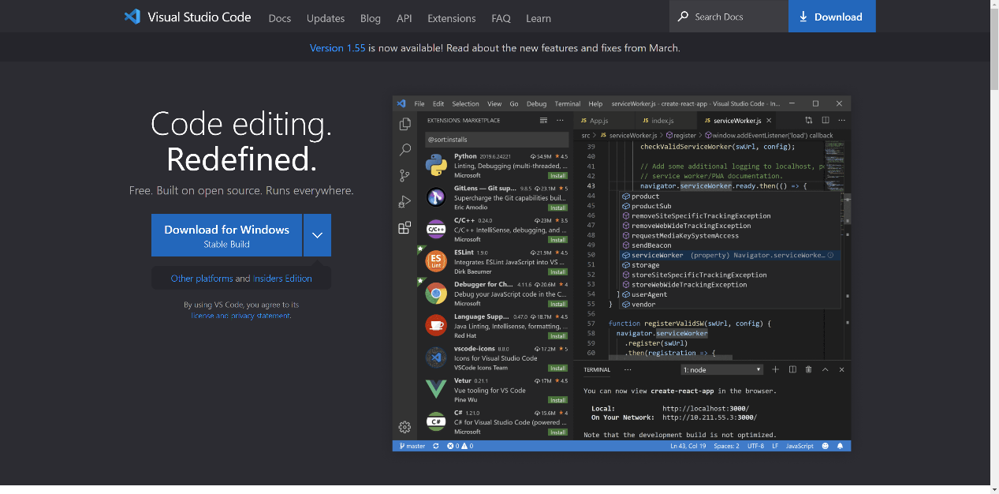 Visual Studio Code Docs Updates Blog API Extensions FAQ Learn Search Docs Download
Version 1.55 is now available! Read about the new features and fixes from March.
Code editing.
Redefined.
Free. Built on open source. Runs everywhere.
Download for Windows
Stable Build
Other platforms and Insiders Edition
By using VS Code, you agree to its
license and privacy statement.
File Edit Selection View Go Debug Terminal Help serviceWorker.js - create-react-app - Visual Studio Code - In...
EXTENSIONS: MARKETPLACE
@sort:installs
Python 2019.6.24221 54.9M 4.5
Linting, Debugging (multi-threaded, ...
Microsoft Install
GitLens — Git sup... 9.8.5 23.1M 5
Supercharge the Git capabilities buil...
Eric Amodio Install
C/C++ 0.24.0 23M 3.5
C/C++ IntelliSense, debugging, and ...
Microsoft Install
ESLint 1.9.0 21.9M 4.5
Integrates ESLint JavaScript into VS ...
Dirk Baeumer Install
Debugger for Ch... 4.11.6 20.6M 4
Debug your JavaScript code in the C...
Microsoft Install
Language Supp... 0.47.0 18.7M 4.5
Java Linting, Intellisense, formatting, ...
Red Hat Install
vscode-icons 8.8.0 17.2M 5
Icons for Visual Studio Code
VSCode Icons Team Install
Vetur 0.21.1 17M 4.5
Vue tooling for VS Code
Pine Wu Install
C# 1.21.0 15.6M 4
C# for Visual Studio Code (powered ...
Microsoft Install
C/C++
ES
Lint
C#
JS App.js JS index.js JS serviceWorker.js
src > JS serviceWorker.js > register > window.addEventListener('load') callback
39 checkValidServiceWorker(swUrl, config);
40
41 // Add some additional logging to localhost, po
42 // service worker/PWA documentation.
43 navigator.serviceWorker.ready.then(() => {
44 product
45 productSub
46 removeSiteSpecificTrackingException
47 removeWebWideTrackingException
48 requestMediaKeySystemAccess
49 sendBeacon
50 serviceWorker (property) Navigator.serviceWorke...
51 storage
52 storeSiteSpecificTrackingException
53 storeWebWideTrackingException
54 ] userAgent
55 } vendor
56
57 function registerValidSW(swUrl, config) {
58 navigator.serviceWorker
59 .register(swUrl)
60 .then(registration => {
TERMINAL ... 1: node
You can now view create-react-app in the browser.
Local: http://localhost:3000/
On Your Network: http://10.211.55.3:3000/
Note that the development build is not optimized.
master 0 0 Ln 43, Col 19 Spaces: 2 UTF-8 LF JavaScript